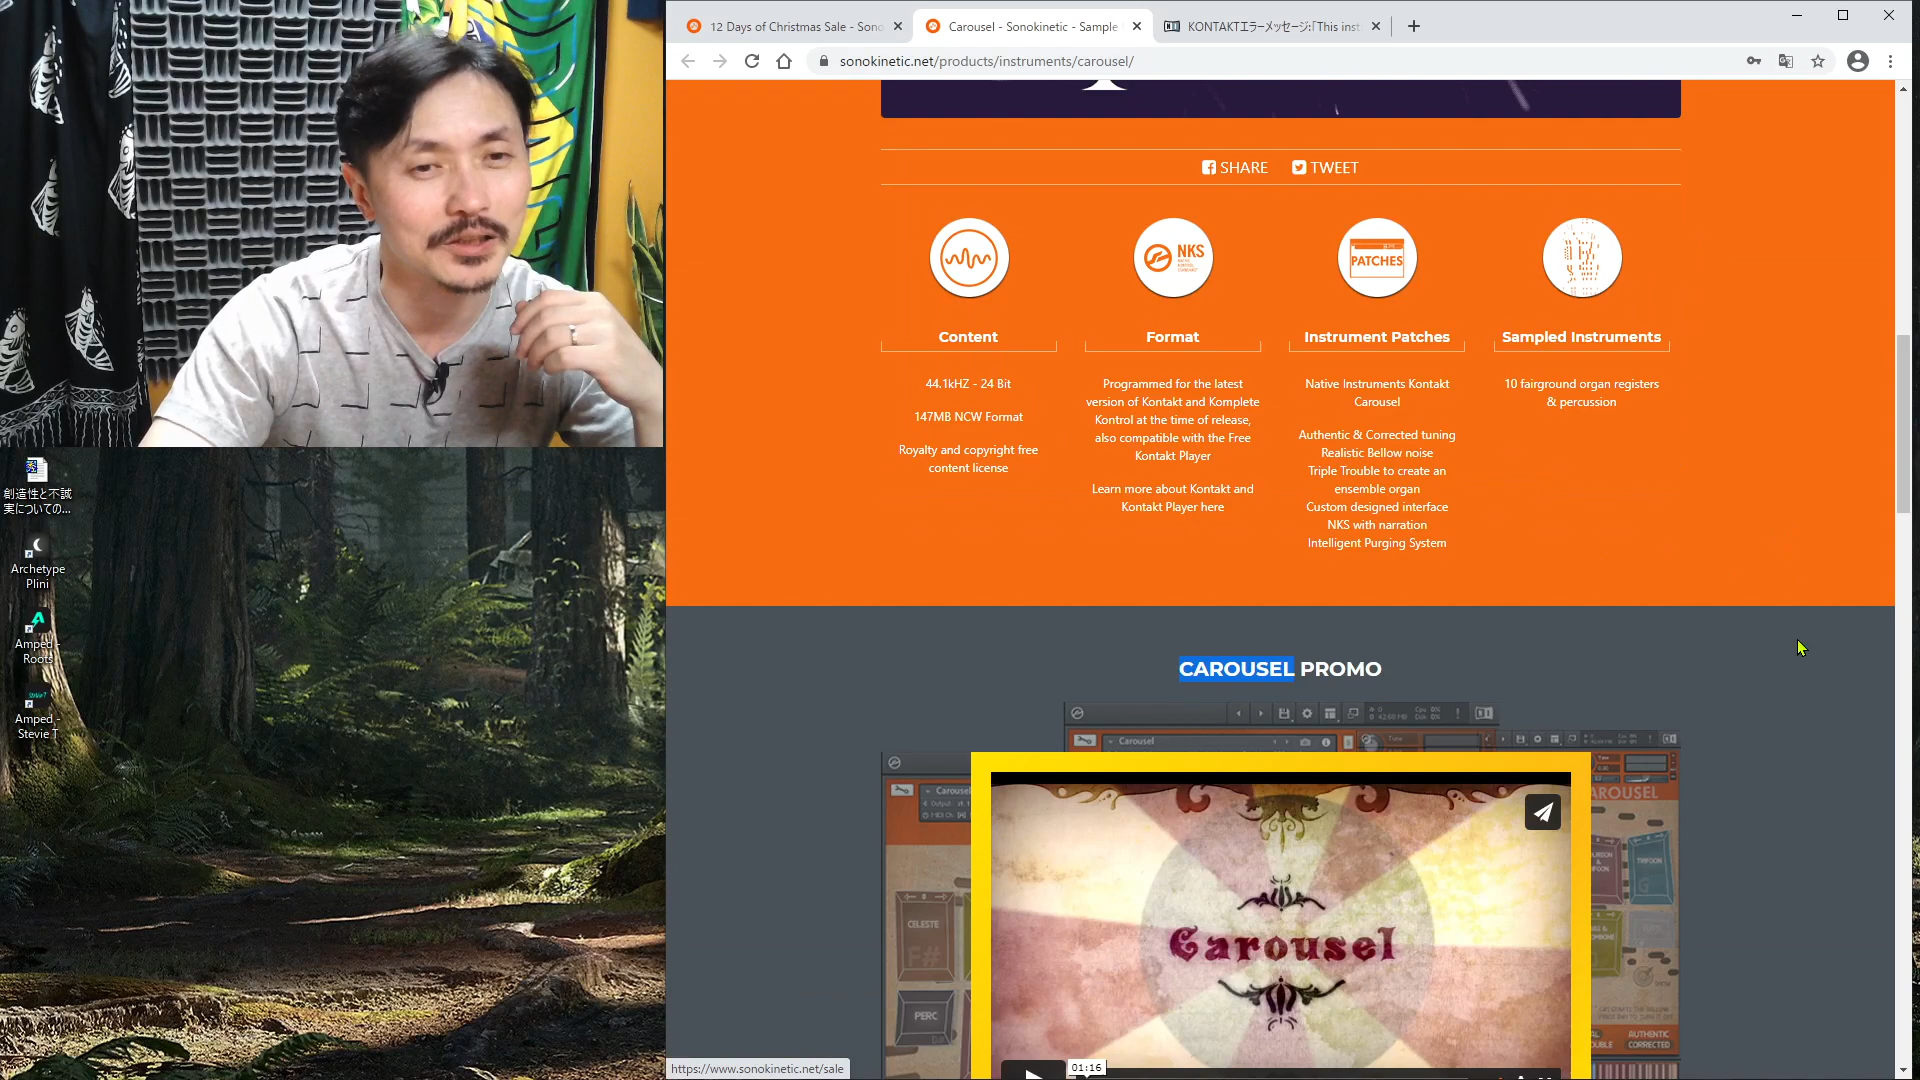 12 Days of Christmas Sale - Sono
Carousel - Sonokinetic - Sample
KONTAKTエラーメッセージ:「This inst
sonokinetic.net/products/instruments/carousel/
SHARE
TWEET
NKS
PATCHES
Content
Format
Instrument Patches
Sampled Instruments
44.1kHZ - 24 Bit
147MB NCW Format
Royalty and copyright free
content license
Programmed for the latest
version of Kontakt and Komplete
Kontrol at the time of release,
also compatible with the Free
Kontakt Player
Learn more about Kontakt and
Kontakt Player here
Native Instruments Kontakt
Carousel
Authentic & Corrected tuning
Realistic Bellow noise
Triple Trouble to create an
ensemble organ
Custom designed interface
NKS with narration
Intelligent Purging System
10 fairground organ registers
& percussion
創造性と不誠
実についての...
Archetype
Plini
Amped -
Roots
Amped -
Stevie T
CAROUSEL PROMO
Carousel
Carousel
CELESTE
F#
PERC
Carousel
AROUSEL
AUTHENTIC
CORRECTED
01:16
https://www.sonokinetic.net/sale